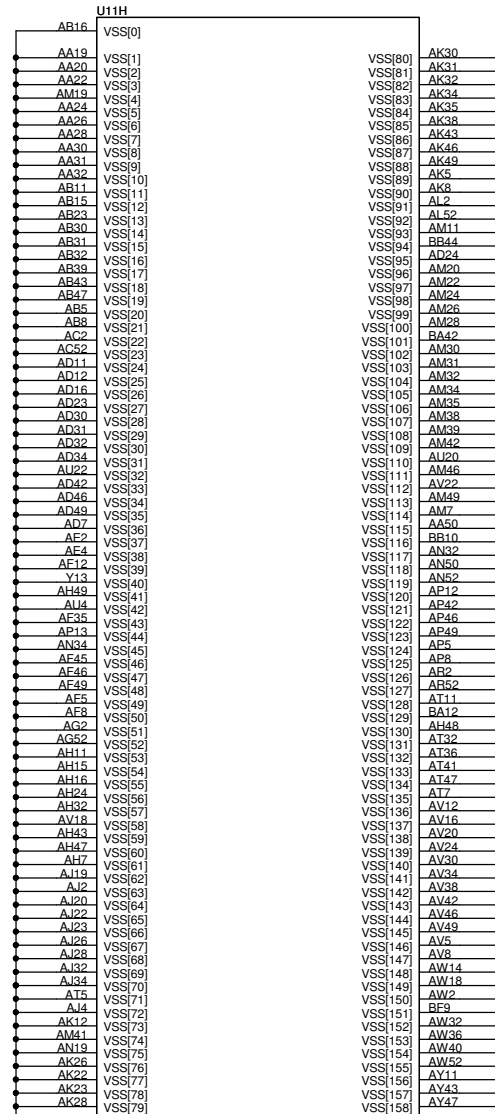 U11H
AB16 VSS[0]
AA19 VSS[1] VSS[80] AK30
AA20 VSS[2] VSS[81] AK31
AA22 VSS[3] VSS[82] AK32
AM19 VSS[4] VSS[83] AK34
AA24 VSS[5] VSS[84] AK35
AA26 VSS[6] VSS[85] AK38
AA28 VSS[7] VSS[86] AK43
AA30 VSS[8] VSS[87] AK46
AA31 VSS[9] VSS[88] AK49
AA32 VSS[10] VSS[89] AK5
AB11 VSS[11] VSS[90] AK8
AB15 VSS[12] VSS[91] AL2
AB23 VSS[13] VSS[92] AL52
AB30 VSS[14] VSS[93] AM11
AB31 VSS[15] VSS[94] BB44
AB32 VSS[16] VSS[95] AD24
AB39 VSS[17] VSS[96] AM20
AB43 VSS[18] VSS[97] AM22
AB47 VSS[19] VSS[98] AM24
AB5 VSS[20] VSS[99] AM26
AB8 VSS[21] VSS[100] AM28
AC2 VSS[22] VSS[101] BA42
AC52 VSS[23] VSS[102] AM30
AD11 VSS[24] VSS[103] AM31
AD12 VSS[25] VSS[104] AM32
AD16 VSS[26] VSS[105] AM34
AD23 VSS[27] VSS[106] AM35
AD30 VSS[28] VSS[107] AM38
AD31 VSS[29] VSS[108] AM39
AD32 VSS[30] VSS[109] AM42
AD34 VSS[31] VSS[110] AU20
AU22 VSS[32] VSS[111] AM46
AD42 VSS[33] VSS[112] AV22
AD46 VSS[34] VSS[113] AM49
AD49 VSS[35] VSS[114] AM7
AD7 VSS[36] VSS[115] AA50
AE2 VSS[37] VSS[116] BB10
AE4 VSS[38] VSS[117] AN32
AF12 VSS[39] VSS[118] AN50
Y13 VSS[40] VSS[119] AN52
AH49 VSS[41] VSS[120] AP12
AU4 VSS[42] VSS[121] AP42
AF35 VSS[43] VSS[122] AP46
AP13 VSS[44] VSS[123] AP49
AN34 VSS[45] VSS[124] AP5
AF45 VSS[46] VSS[125] AP8
AF46 VSS[47] VSS[126] AR2
AF49 VSS[48] VSS[127] AR52
AF5 VSS[49] VSS[128] AT11
AF8 VSS[50] VSS[129] BA12
AG2 VSS[51] VSS[130] AH48
AG52 VSS[52] VSS[131] AT32
AH11 VSS[53] VSS[132] AT36
AH15 VSS[54] VSS[133] AT41
AH16 VSS[55] VSS[134] AT47
AH24 VSS[56] VSS[135] AT7
AH32 VSS[57] VSS[136] AV12
AV18 VSS[58] VSS[137] AV16
AH43 VSS[59] VSS[138] AV20
AH47 VSS[60] VSS[139] AV24
AH7 VSS[61] VSS[140] AV30
AJ19 VSS[62] VSS[141] AV34
AJ2 VSS[63] VSS[142] AV38
AJ20 VSS[64] VSS[143] AV42
AJ22 VSS[65] VSS[144] AV46
AJ23 VSS[66] VSS[145] AV49
AJ26 VSS[67] VSS[146] AV5
AJ28 VSS[68] VSS[147] AV8
AJ32 VSS[69] VSS[148] AW14
AJ34 VSS[70] VSS[149] AW18
AT5 VSS[71] VSS[150] AW2
AJ4 VSS[72] VSS[151] BF9
AK12 VSS[73] VSS[152] AW32
AM41 VSS[74] VSS[153] AW36
AN19 VSS[75] VSS[154] AW40
AK26 VSS[76] VSS[155] AW52
AK22 VSS[77] VSS[156] AY11
AK23 VSS[78] VSS[157] AY43
AK28 VSS[79] VSS[158] AY47